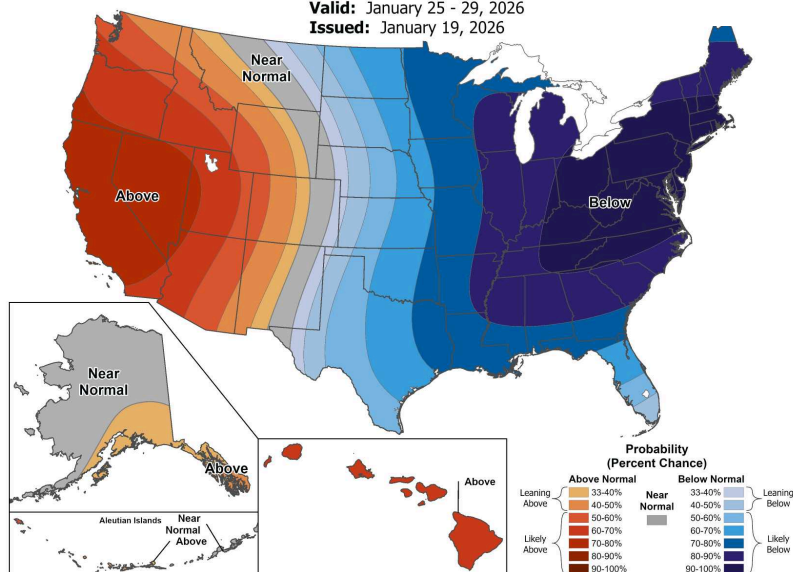 Valid: January 25 - 29, 2026
Issued: January 19, 2026
Near
Normal
Above
Below
Near
Normal
Above
Aleutian Islands
Near
Normal
Above
Above
Probability
(Percent Chance)
Above Normal
Below Normal
Leaning
Above
33-40%
40-50%
Near
Normal
33-40%
40-50%
Leaning
Below
Likely
Above
50-60%
60-70%
70-80%
80-90%
90-100%
50-60%
60-70%
70-80%
80-90%
90-100%
Likely
Below